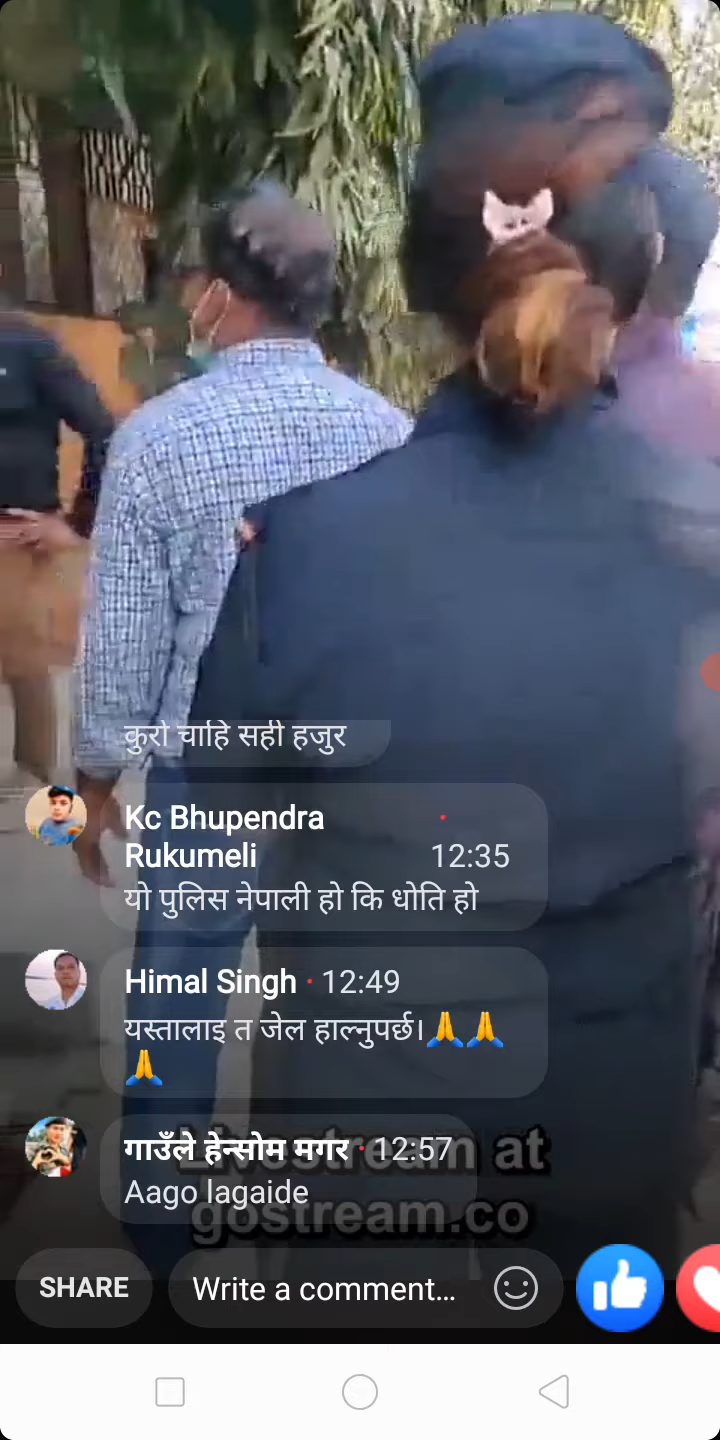 कुरो चाहि सही हजुर
Kc Bhupendra
Rukumeli 12:35
यो पुलिस नेपाली हो कि धोति हो
Himal Singh · 12:49
यस्तालाइ त जेल हाल्नुपर्छ।🙏🙏
🙏
गाउँले हेन्सोम मगर · 12:57
Aago lagaide
Livestream at
gostream.co
SHARE
Write a comment...